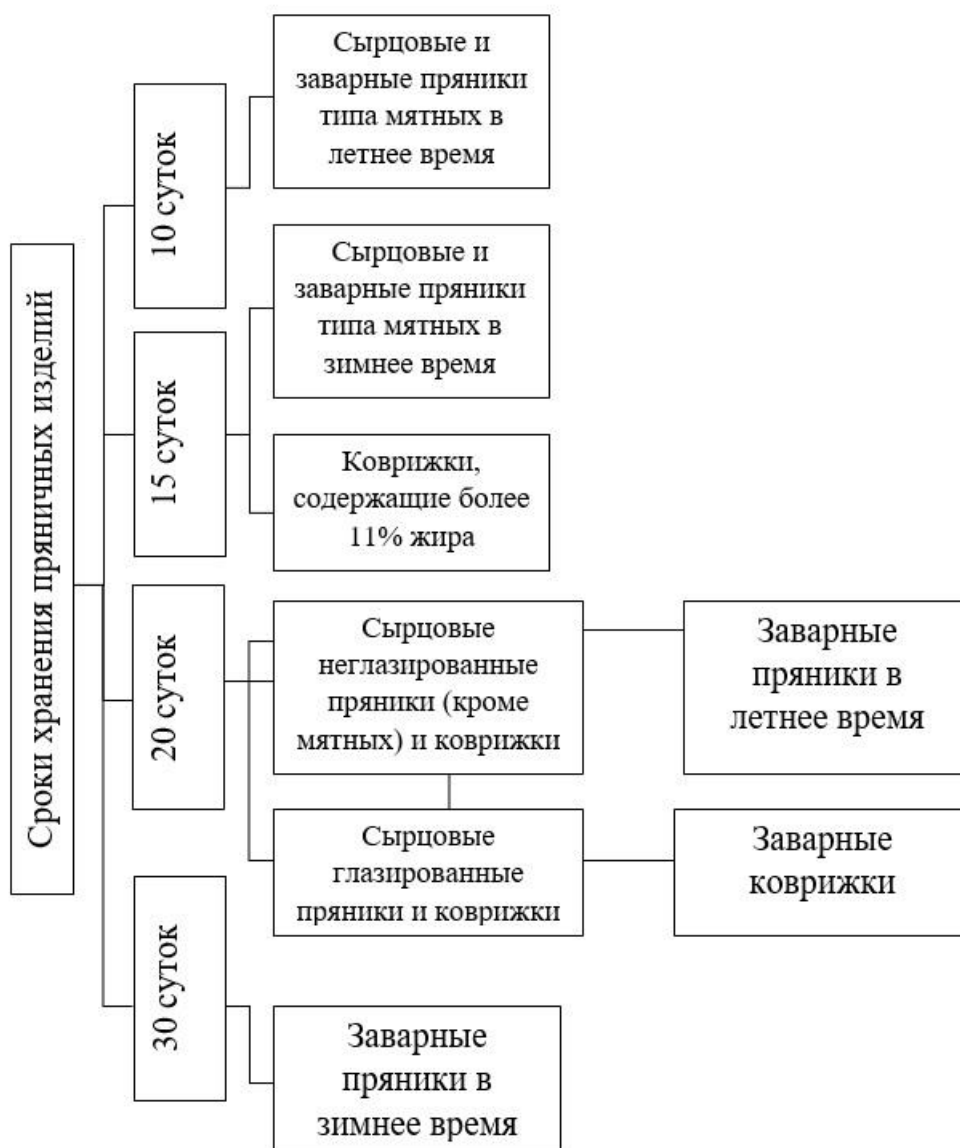 Сроки хранения пряничных изделий
10 суток
Сырцовые и
заварные пряники
типа мятных в
летнее время
15 суток
Сырцовые и
заварные пряники
типа мятных в
зимнее время
Коврижки,
содержащие более
11% жира
20 суток
Сырцовые
неглазированные
пряники (кроме
мятных) и коврижки
Заварные
пряники в
летнее время
Сырцовые
глазированные
пряники и коврижки
Заварные
коврижки
30 суток
Заварные
пряники в
зимнее время